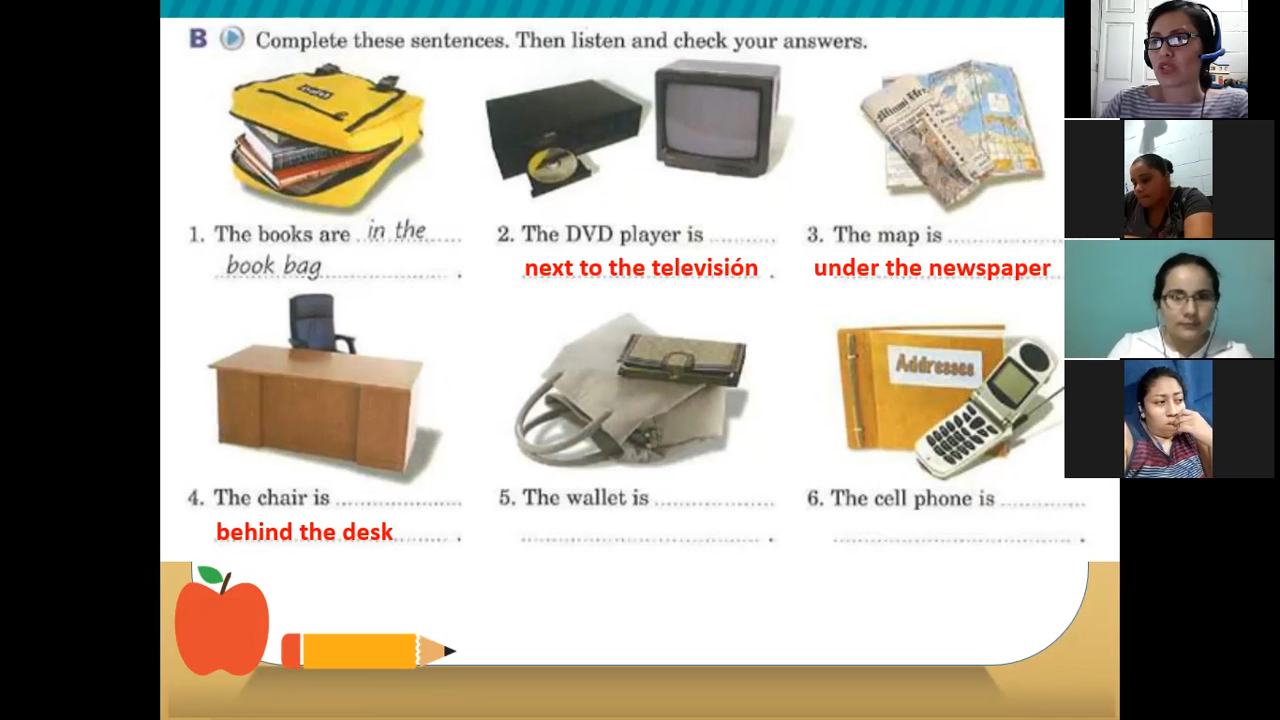 B Complete these sentences. Then listen and check your answers.
Miami
1. The books are in the
book bag.
2. The DVD player is
next to the televisión.
3. The map is
under the newspaper
Addresses
4. The chair is
behind the desk.
5. The wallet is
.
6. The cell phone is
.